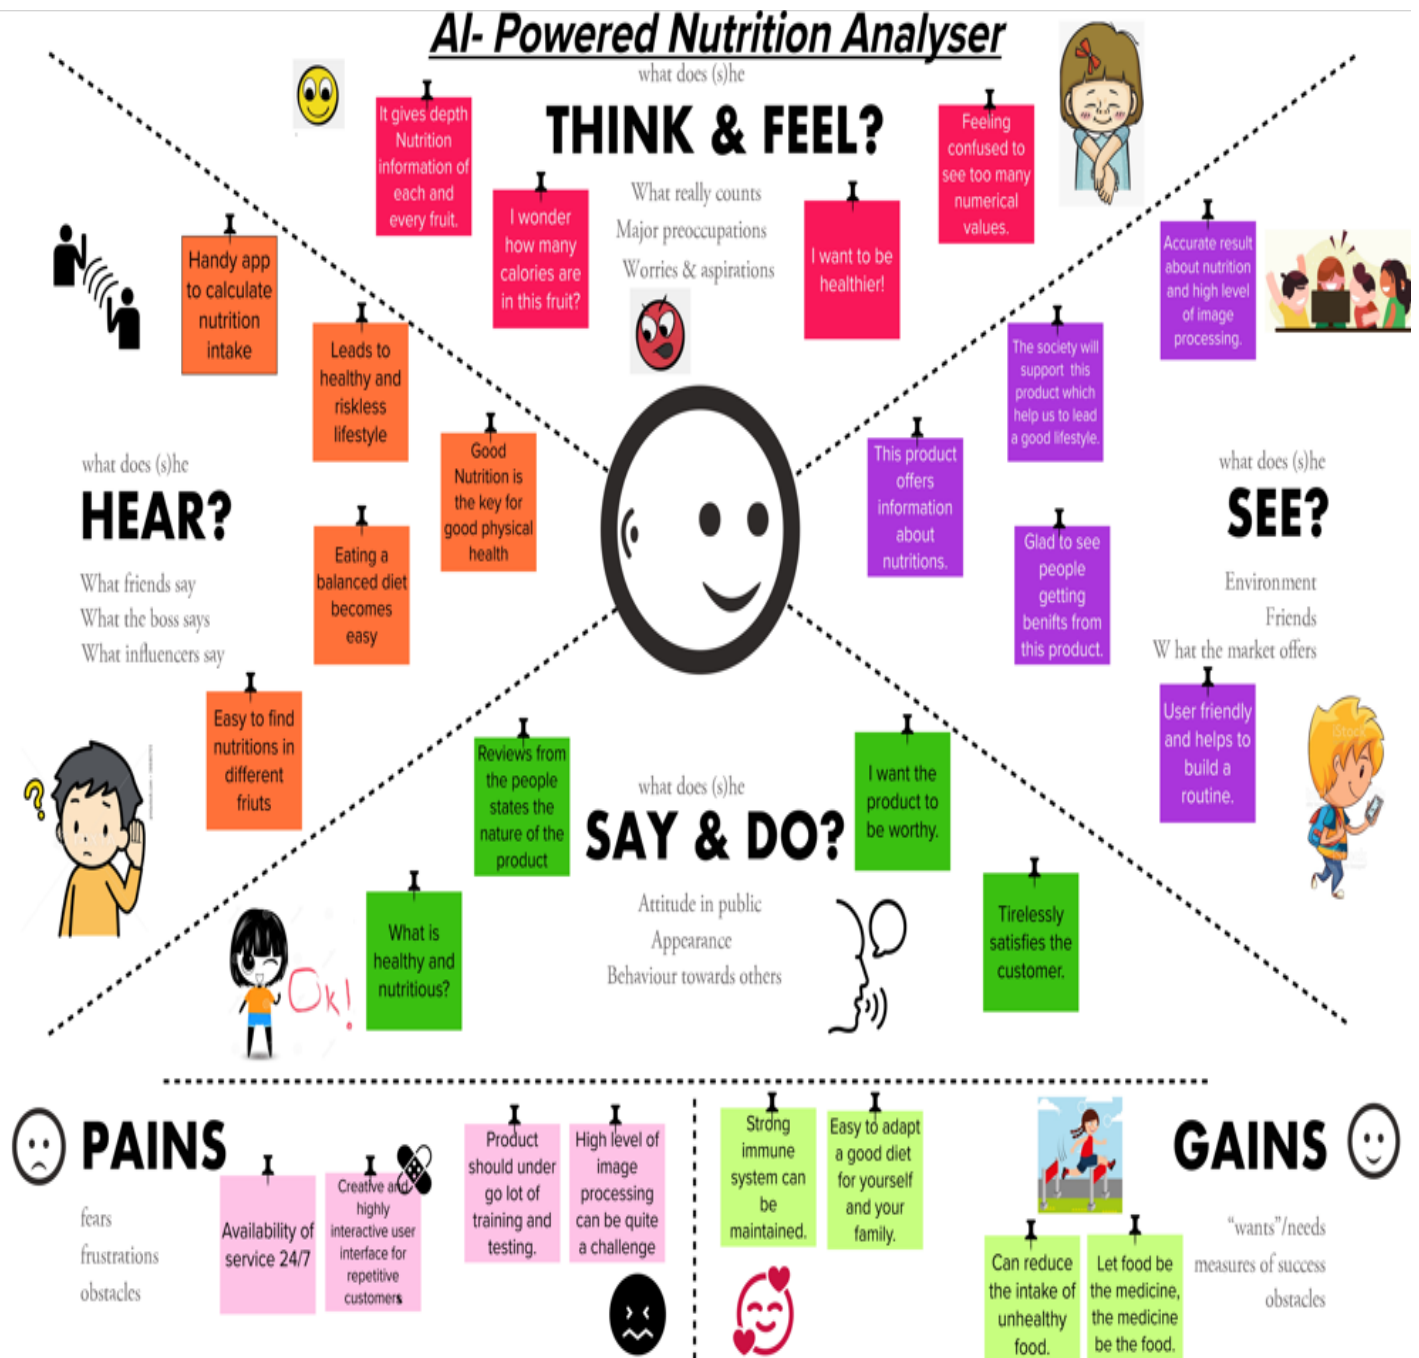 AI- Powered Nutrition Analyser
what does (s)he
THINK & FEEL?
What really counts
Major preoccupations
Worries & aspirations
It gives depth
Nutrition
information of
each and
every fruit.
I wonder
how many
calories are
in this fruit?
I want to be
healthier!
Feeling
confused to
see too many
numerical
values.
what does (s)he
HEAR?
What friends say
What the boss says
What influencers say
Handy app
to calculate
nutrition
intake
Leads to
healthy and
riskless
lifestyle
Good
Nutrition is
the key for
good physical
health
Eating a
balanced diet
becomes
easy
Easy to find
nutritions in
different
friuts
what does (s)he
SEE?
Environment
Friends
W hat the market offers
Accurate result
about nutrition
and high level
of image
processing.
The society will
support this
product which
help us to lead
a good lifestyle.
This product
offers
information
about
nutritions.
Glad to see
people
getting
benifts from
this product.
User friendly
and helps to
build a
routine.
iStock
what does (s)he
SAY & DO?
Attitude in public
Appearance
Behaviour towards others
Reviews from
the people
states the
nature of the
product
What is
healthy and
nutritious?
Ok!
I want the
product to
be worthy.
Tirelessly
satisfies the
customer.
PAINS
fears
frustrations
obstacles
Availability of
service 24/7
Creative and
highly
interactive user
interface for
repetitive
customers
Product
should under
go lot of
training and
testing.
High level of
image
processing
can be quite
a challenge
GAINS
"wants"/needs
measures of success
obstacles
Strong
immune
system can
be
maintained.
Easy to adapt
a good diet
for yourself
and your
family.
Can reduce
the intake of
unhealthy
food.
Let food be
the medicine,
the medicine
be the food.